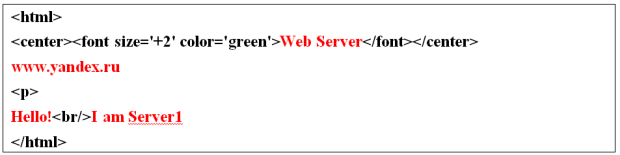 <html>
<center><font size='+2' color='green'>Web Server</font></center>
www.yandex.ru
<p>
Hello!<br/>I am Server1
</html>